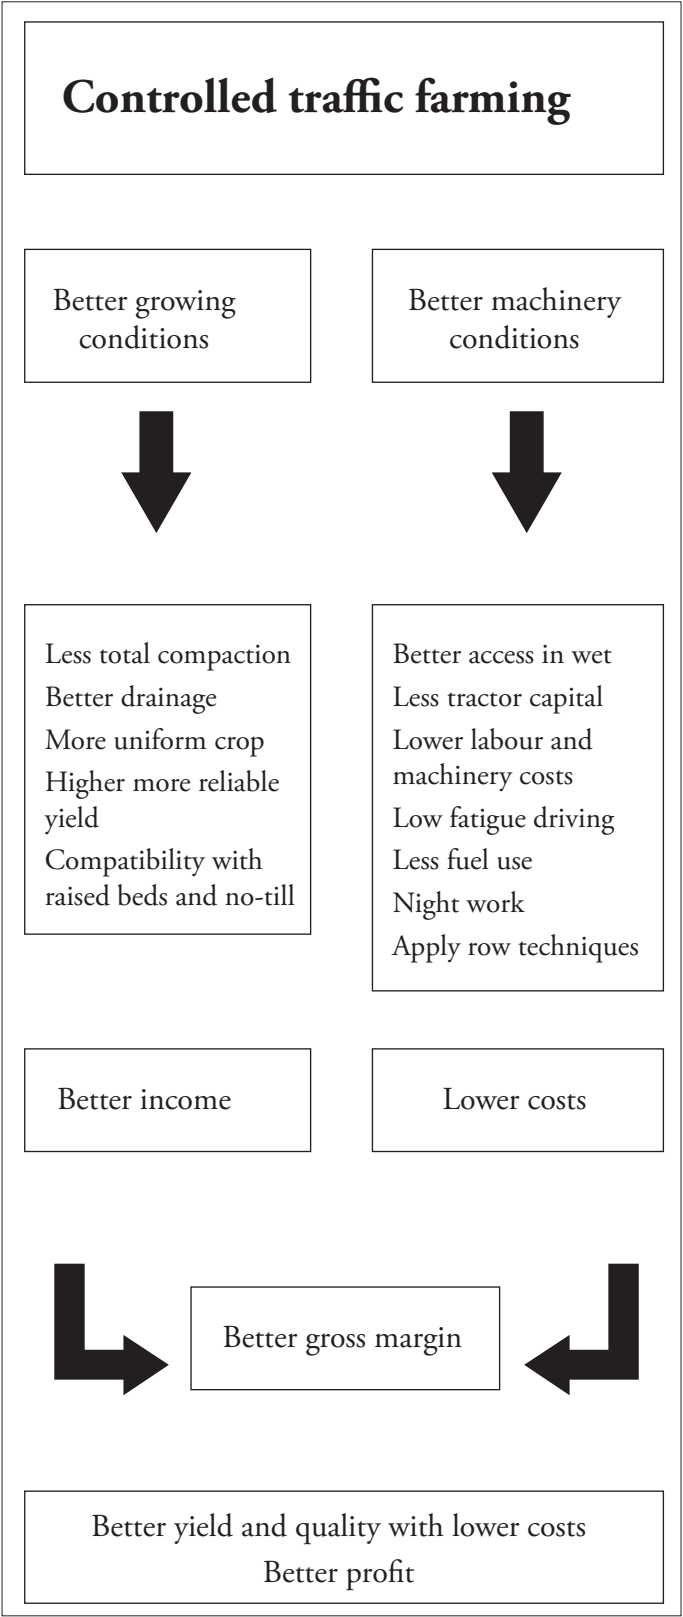 Controlled traffic farming
Better growing
conditions
Better machinery
conditions
Less total compaction
Better drainage
More uniform crop
Higher more reliable
yield
Compatibility with
raised beds and no-till
Better access in wet
Less tractor capital
Lower labour and
machinery costs
Low fatigue driving
Less fuel use
Night work
Apply row techniques
Better income
Lower costs
Better gross margin
Better yield and quality with lower costs
Better profit